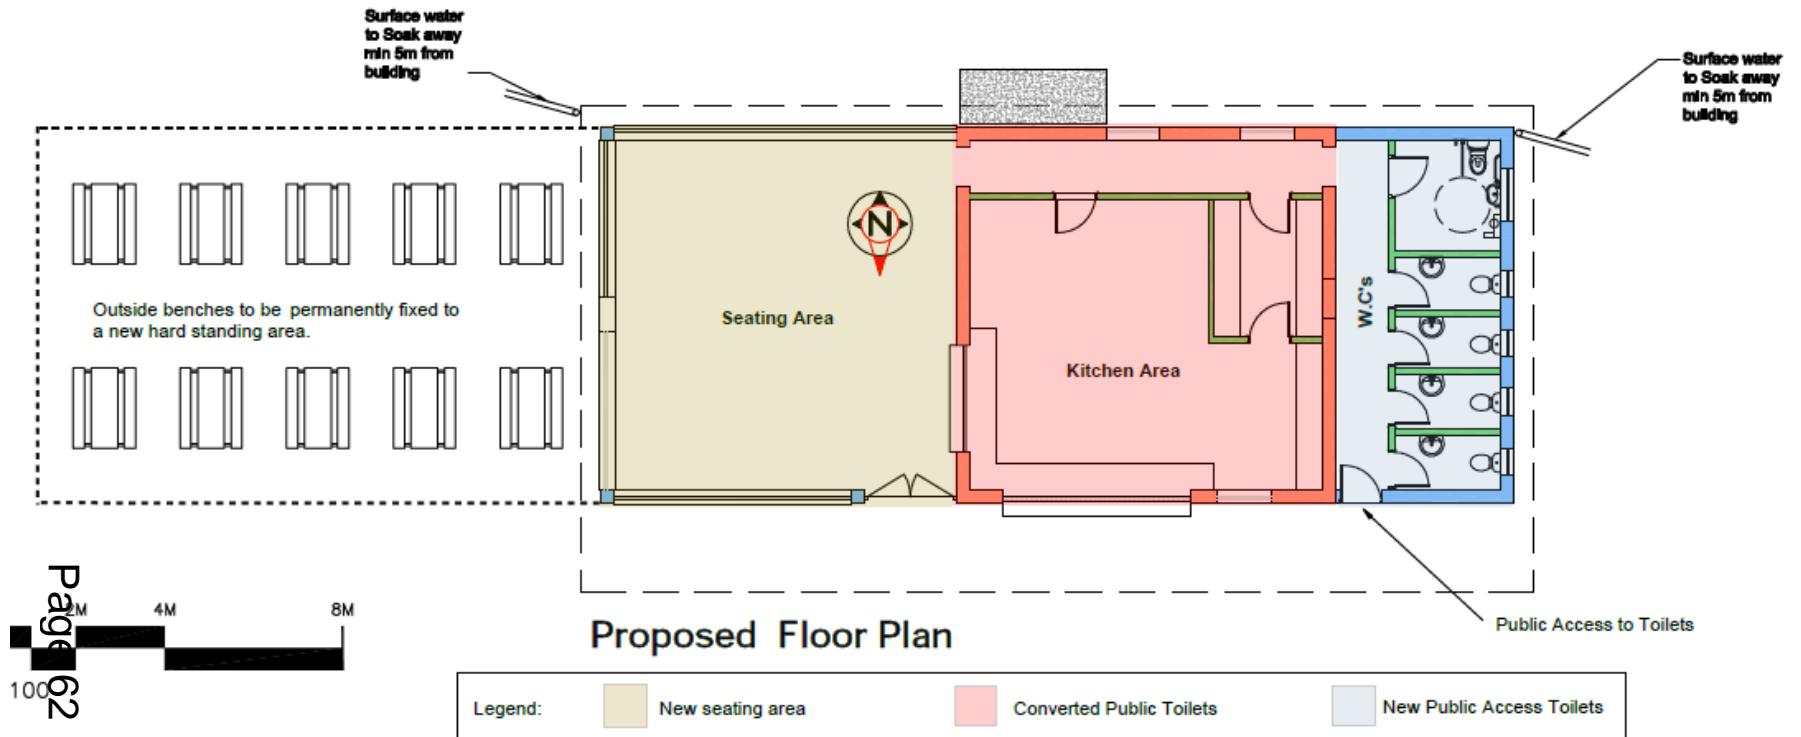 Surface water
to Soak away
min 5m from
building
Surface water
to Soak away
min 5m from
building
N
Outside benches to be permanently fixed to
a new hard standing area.
Seating Area
Kitchen Area
W.C's
Page 62
2M 4M 8M
100
Proposed Floor Plan
Public Access to Toilets
Legend: New seating area Converted Public Toilets New Public Access Toilets